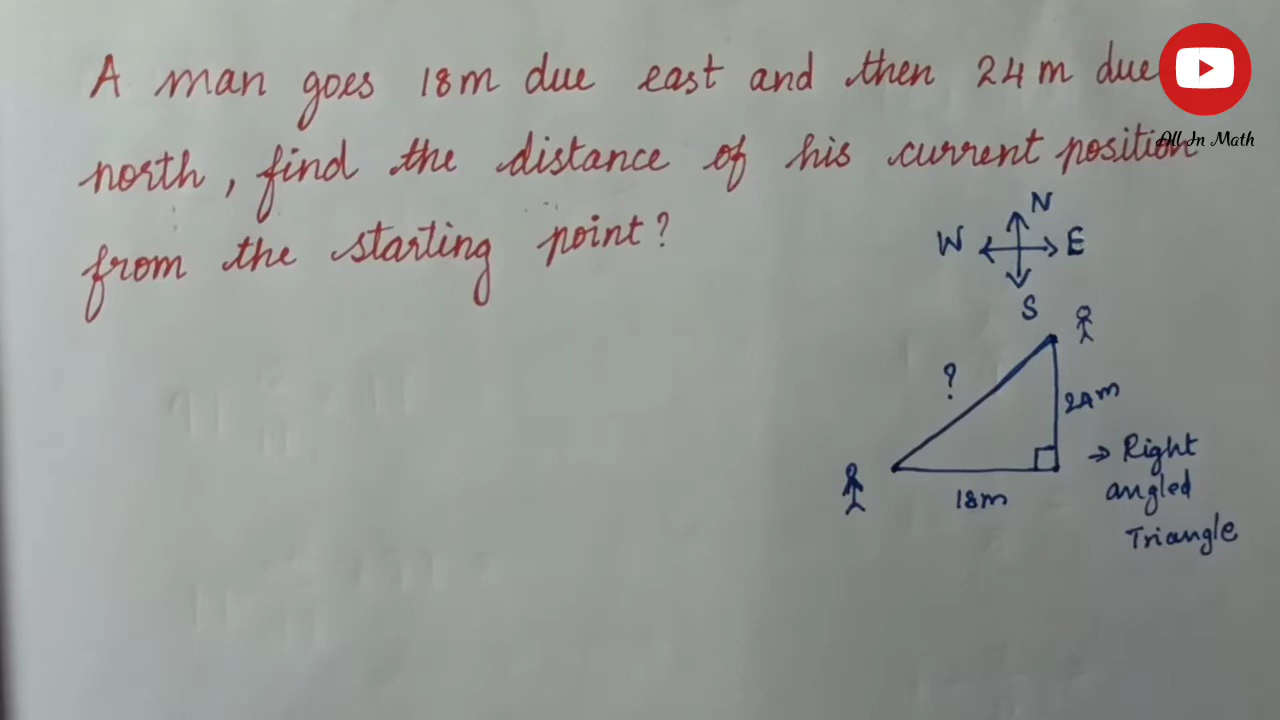 A man goes 18m due east and then 24m due
north, find the distance of his current position
from the starting point?
All In Math
N
W E
S
?
24m
18m
→ Right
angled
Triangle